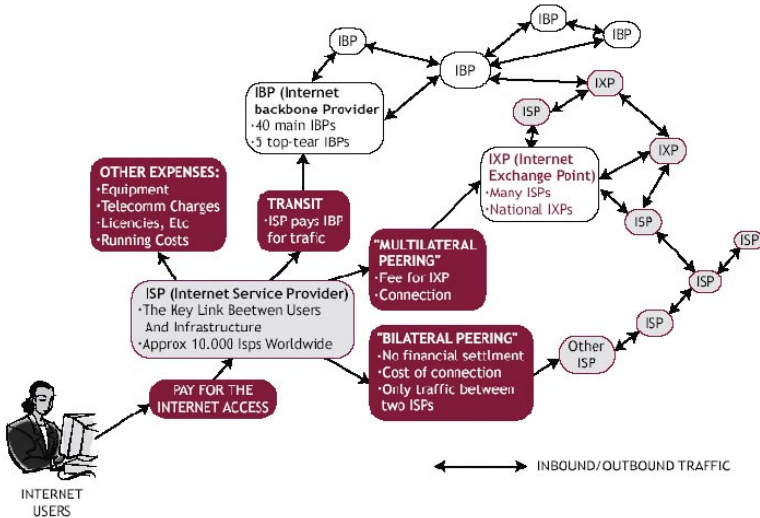 IBP
IBP
IBP
IBP
IBP (Internet
backbone Provider
·40 main IBPs
·5 top-tear IBPs
IXP
ISP
IXP (Internet
Exchange Point)
·Many ISPs
·National IXPs
IXP
OTHER EXPENSES:
·Equipment
·Telecomm Charges
·Licencies, Etc
·Running Costs
TRANSIT
·ISP pays IBP
for trafic
ISP
ISP
"MULTILATERAL
PEERING"
·Fee for IXP
·Connection
ISP
ISP (Internet Service Provider)
·The Key Link Beetwen Users
And Infrastructure
·Approx 10.000 Isps Worldwide
ISP
"BILATERAL PEERING"
·No financial settlment
·Cost of connection
·Only traffic between
two ISPs
Other
ISP
PAY FOR THE
INTERNET ACCESS
INBOUND/OUTBOUND TRAFFIC
INTERNET
USERS